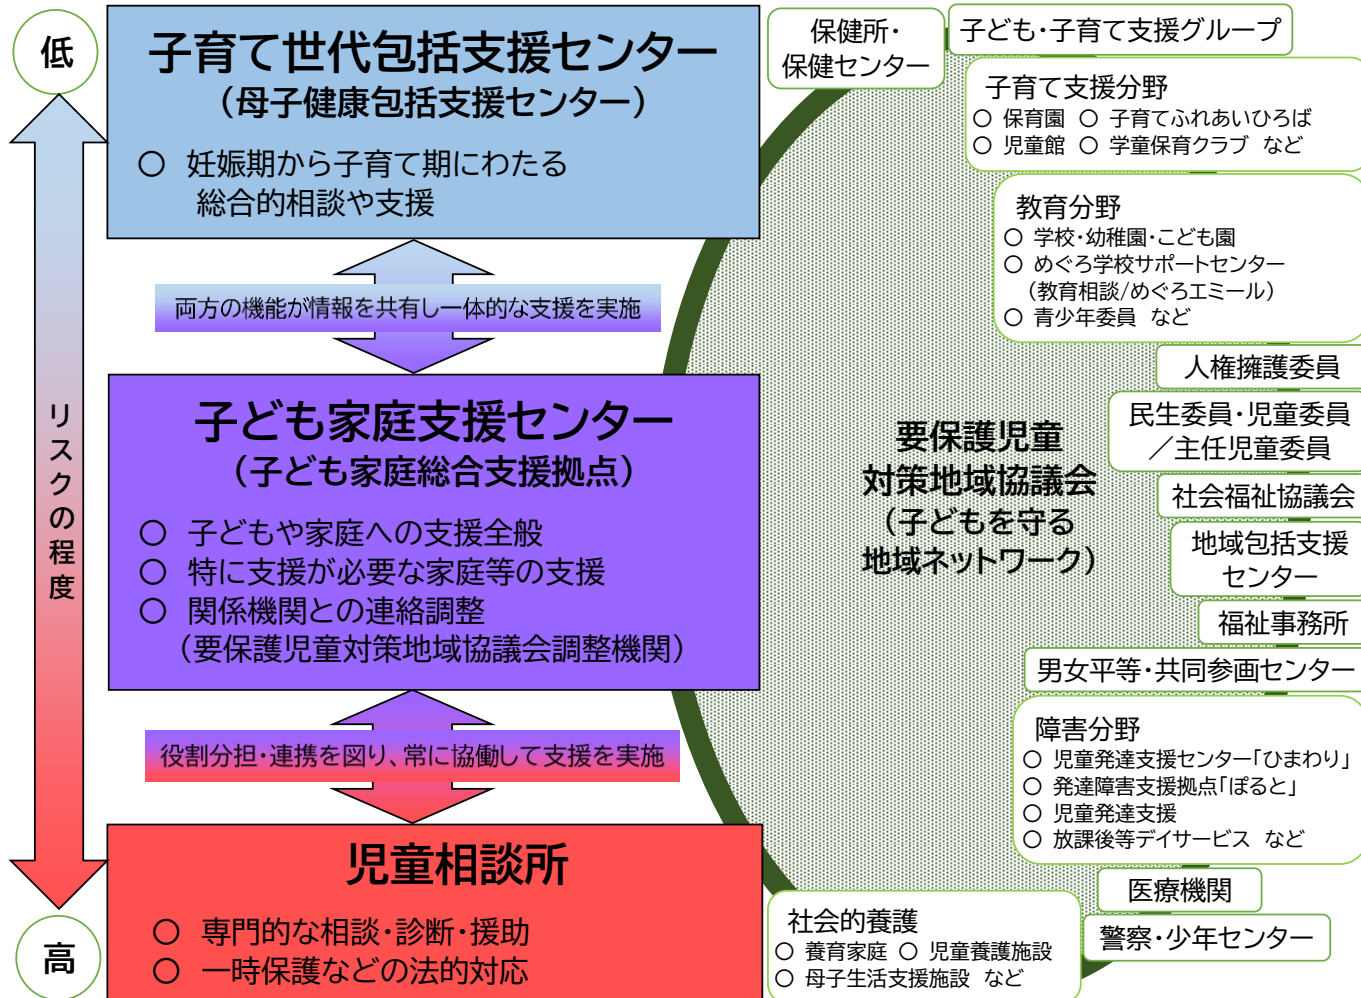 低
リスクの程度
高
子育て世代包括支援センター
（母子健康包括支援センター）
○ 妊娠期から子育て期にわたる
総合的相談や支援
両方の機能が情報を共有し一体的な支援を実施
子ども家庭支援センター
（子ども家庭総合支援拠点）
○ 子どもや家庭への支援全般
○ 特に支援が必要な家庭等の支援
○ 関係機関との連絡調整
（要保護児童対策地域協議会調整機関）
役割分担・連携を図り、常に協働して支援を実施
児童相談所
○ 専門的な相談・診断・援助
○ 一時保護などの法的対応
要保護児童
対策地域協議会
（子どもを守る
地域ネットワーク）
保健所・
保健センター
子ども・子育て支援グループ
子育て支援分野
○ 保育園 ○ 子育てふれあいひろば
○ 児童館 ○ 学童保育クラブ など
教育分野
○ 学校・幼稚園・こども園
○ めぐろ学校サポートセンター
（教育相談/めぐろエミール）
○ 青少年委員 など
人権擁護委員
民生委員・児童委員
／主任児童委員
社会福祉協議会
地域包括支援
センター
福祉事務所
男女平等・共同参画センター
障害分野
○ 児童発達支援センター「ひまわり」
○ 発達障害支援拠点「ぽると」
○ 児童発達支援
○ 放課後等デイサービス など
医療機関
警察・少年センター
社会的養護
○ 養育家庭 ○ 児童養護施設
○ 母子生活支援施設 など